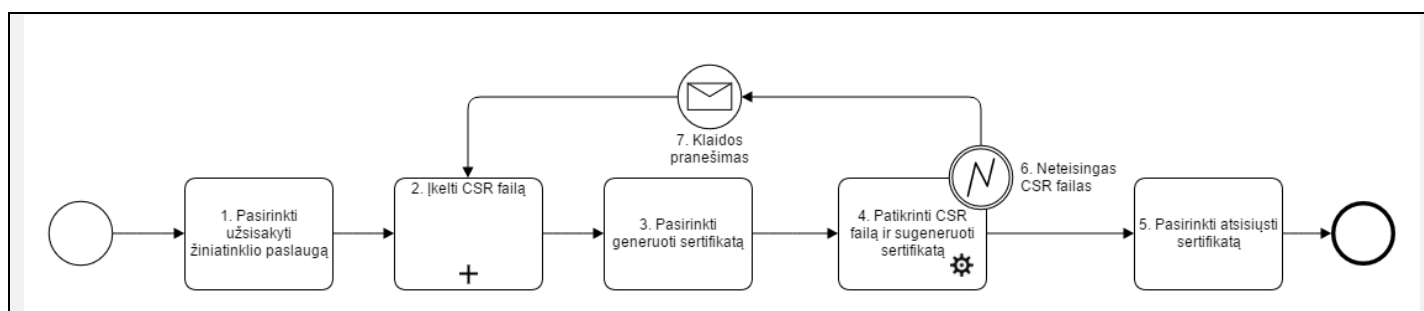 7. Klaidos
pranešimas
6. Neteisingas
CSR failas
1. Pasirinkti
užsisakyti
žiniatinklio paslaugą
2. Įkelti CSR failą
3. Pasirinkti
generuoti sertifikatą
4. Patikrinti CSR
failą ir sugeneruoti
sertifikatą
5. Pasirinkti atsisiųsti
sertifikatą